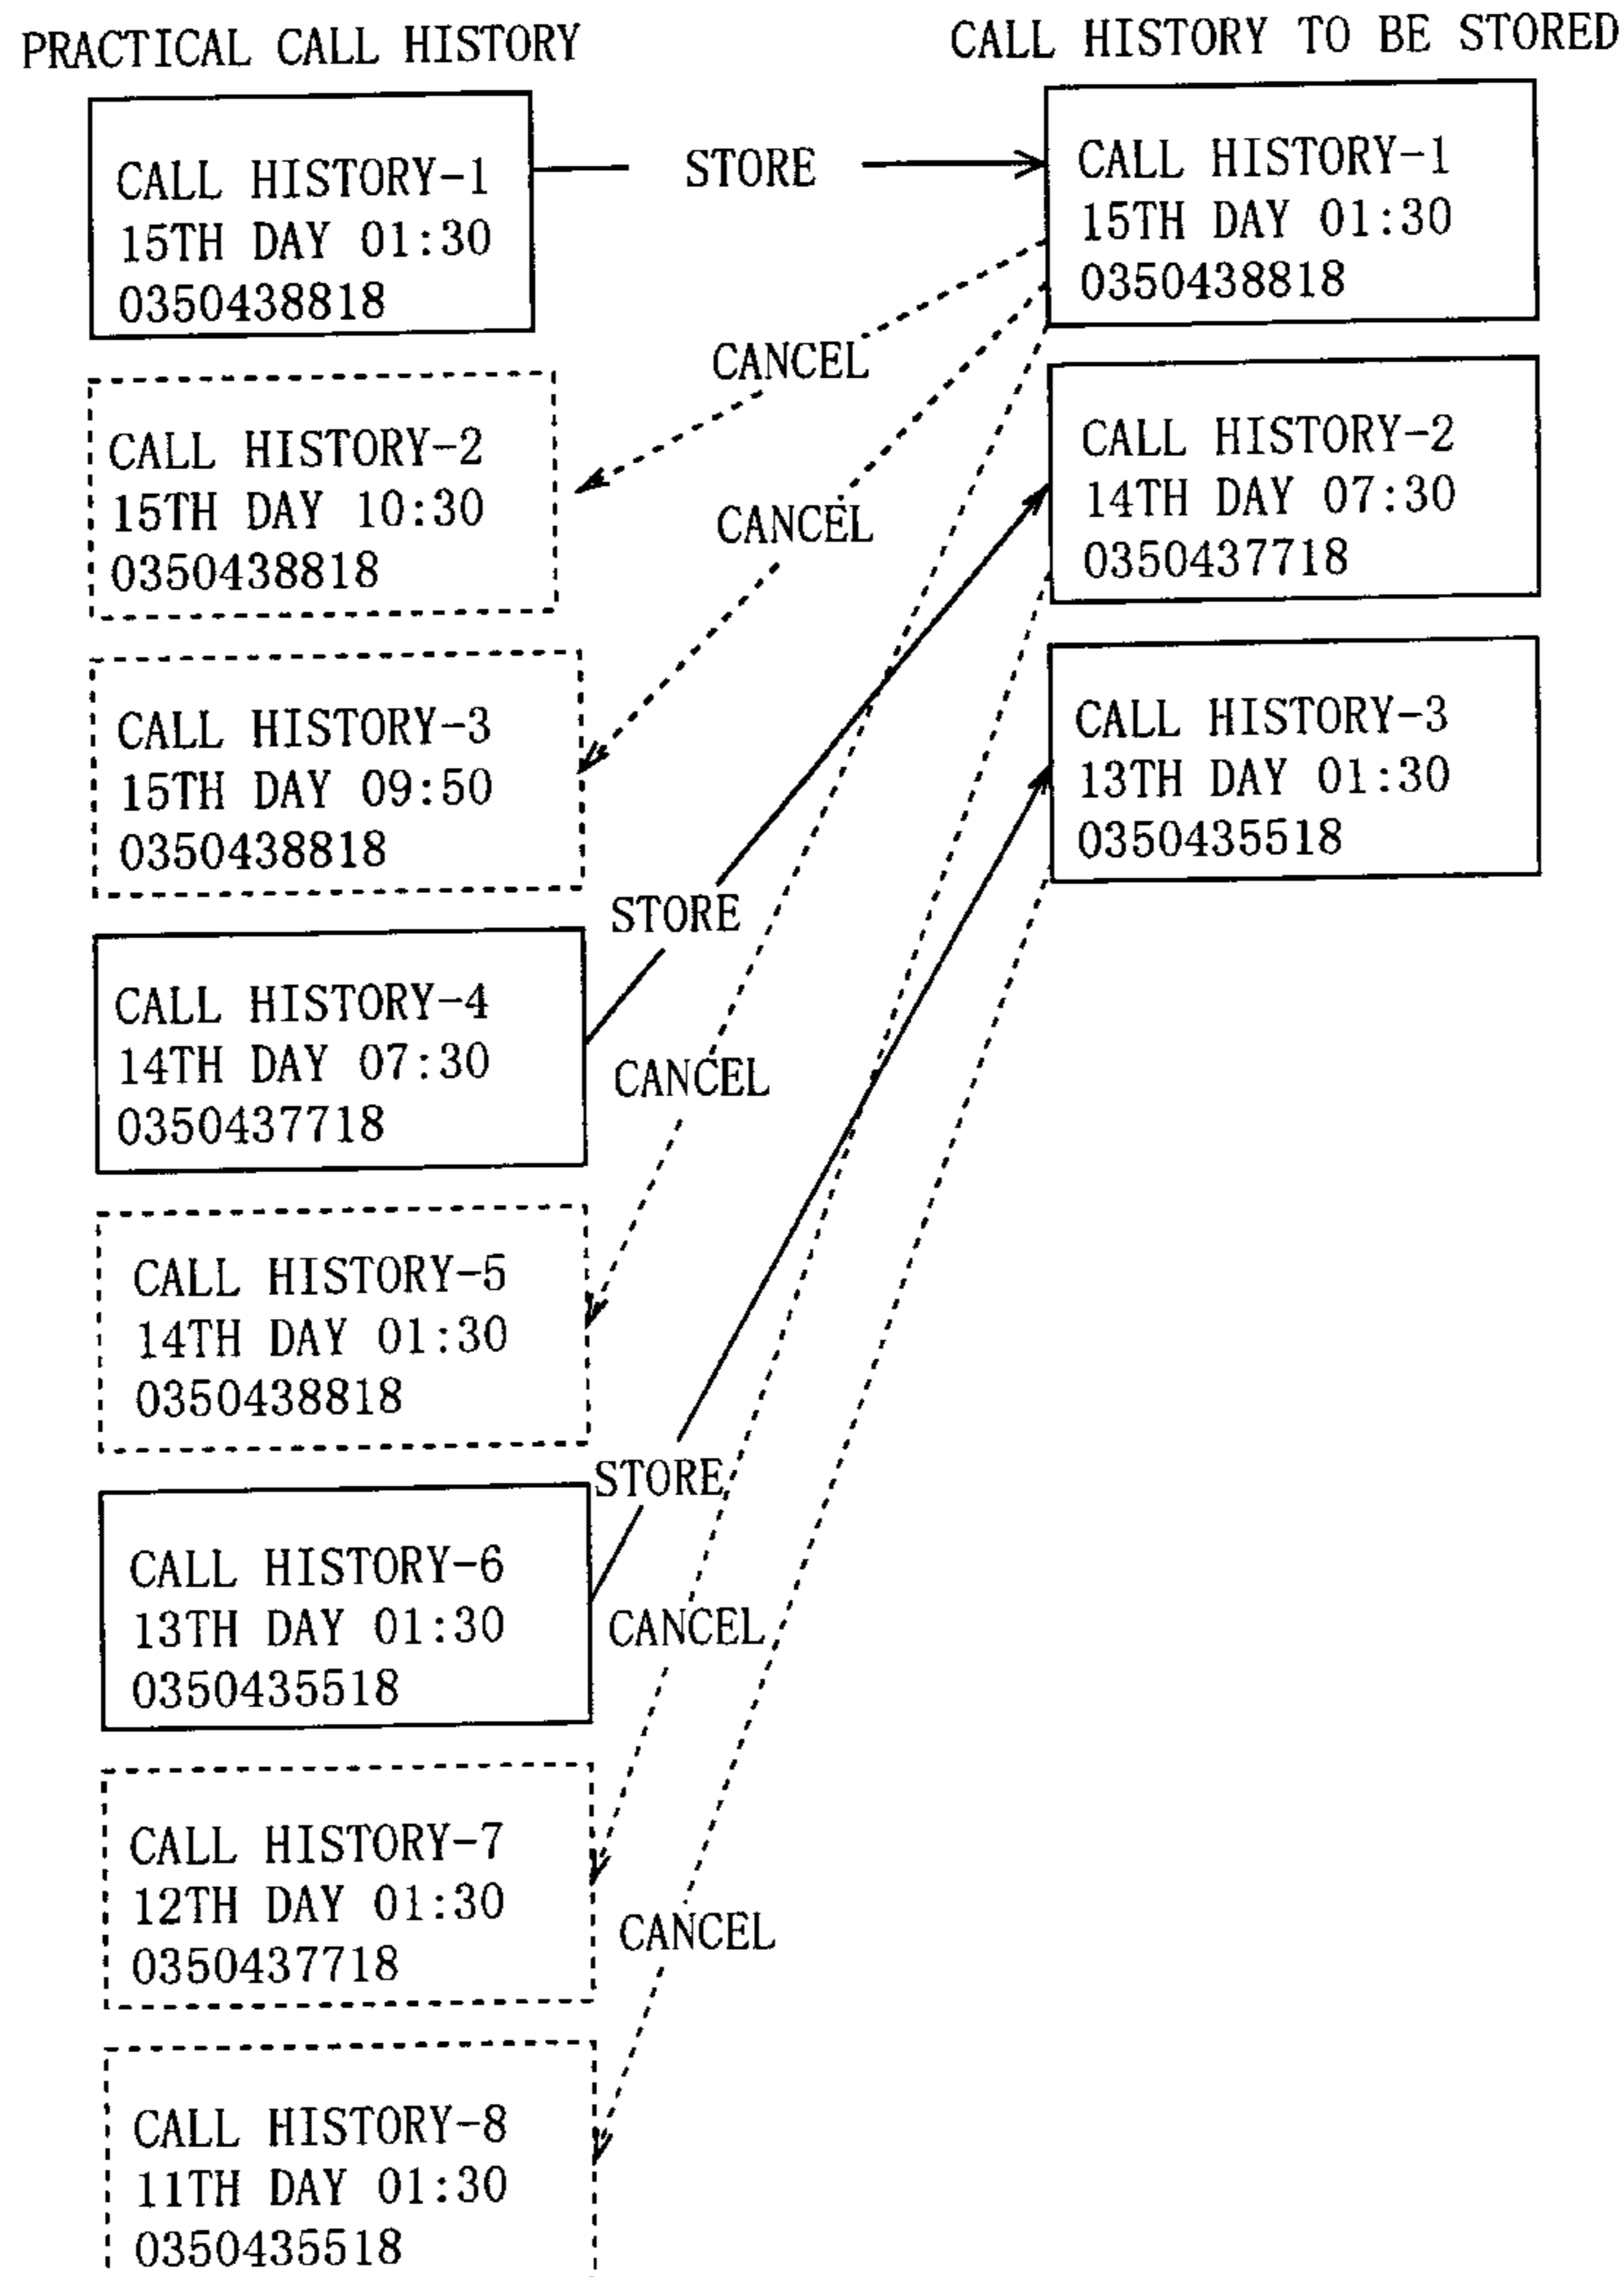 PRACTICAL CALL HISTORY
CALL HISTORY TO BE STORED
CALL HISTORY-1
15TH DAY 01:30
0350438818
STORE
CALL HISTORY-1
15TH DAY 01:30
0350438818
CANCEL
CALL HISTORY-2
15TH DAY 10:30
0350438818
CANCEL
CALL HISTORY-2
14TH DAY 07:30
0350437718
CALL HISTORY-3
15TH DAY 09:50
0350438818
CALL HISTORY-3
13TH DAY 01:30
0350435518
STORE
CALL HISTORY-4
14TH DAY 07:30
0350437718
CANCEL
CALL HISTORY-5
14TH DAY 01:30
0350438818
STORE
CALL HISTORY-6
13TH DAY 01:30
0350435518
CANCEL
CALL HISTORY-7
12TH DAY 01:30
0350437718
CANCEL
CALL HISTORY-8
11TH DAY 01:30
0350435518